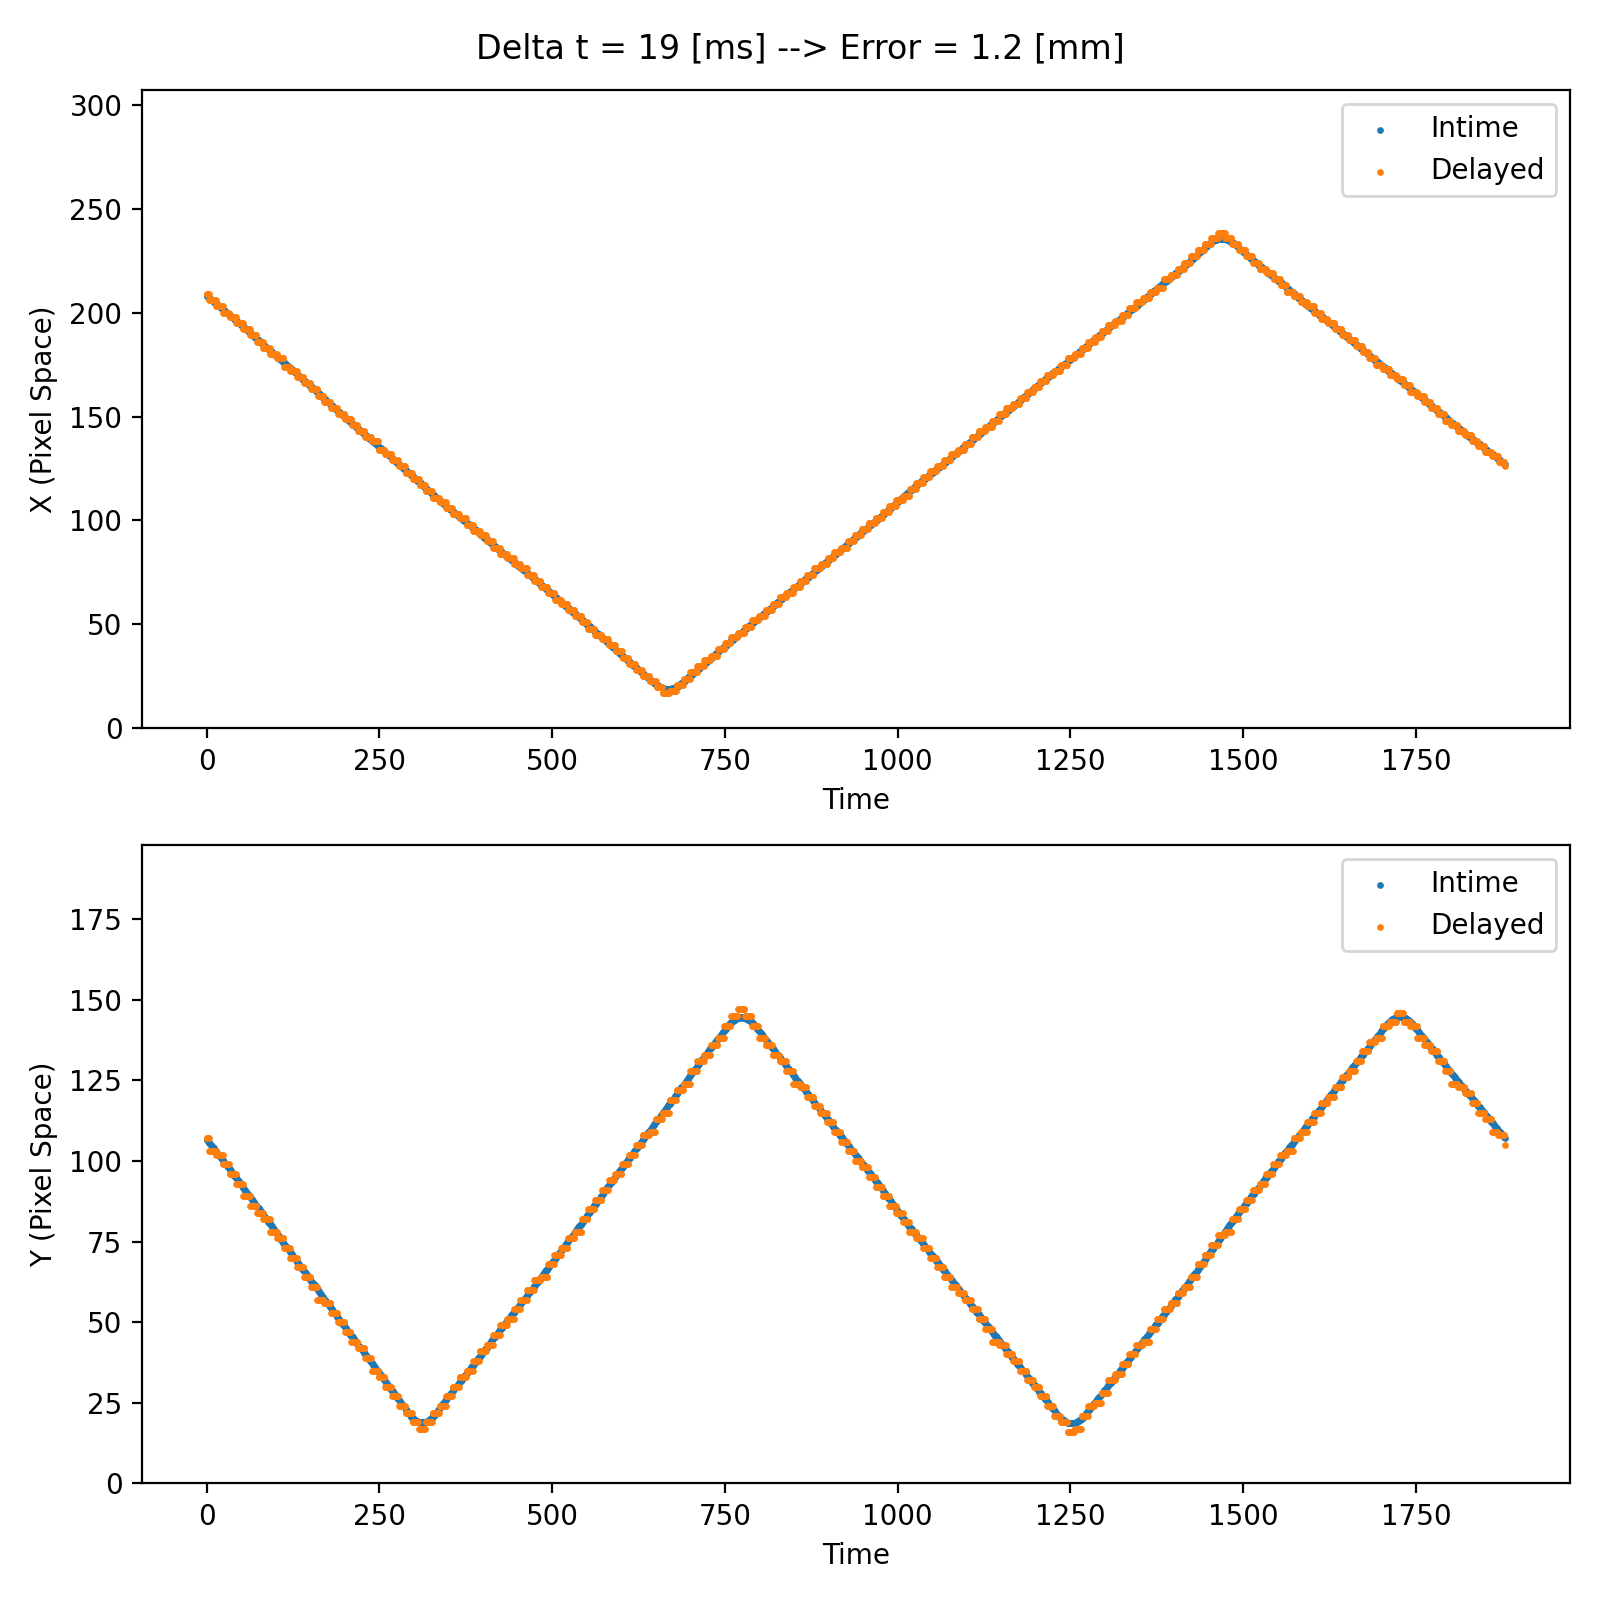 Delta t = 19 [ms] --> Error = 1.2 [mm]
300
250
200
150
100
50
0
X (Pixel Space)
Intime
Delayed
0 250 500 750 1000 1250 1500 1750
Time
175
150
125
100
75
50
25
0
Y (Pixel Space)
Intime
Delayed
0 250 500 750 1000 1250 1500 1750
Time